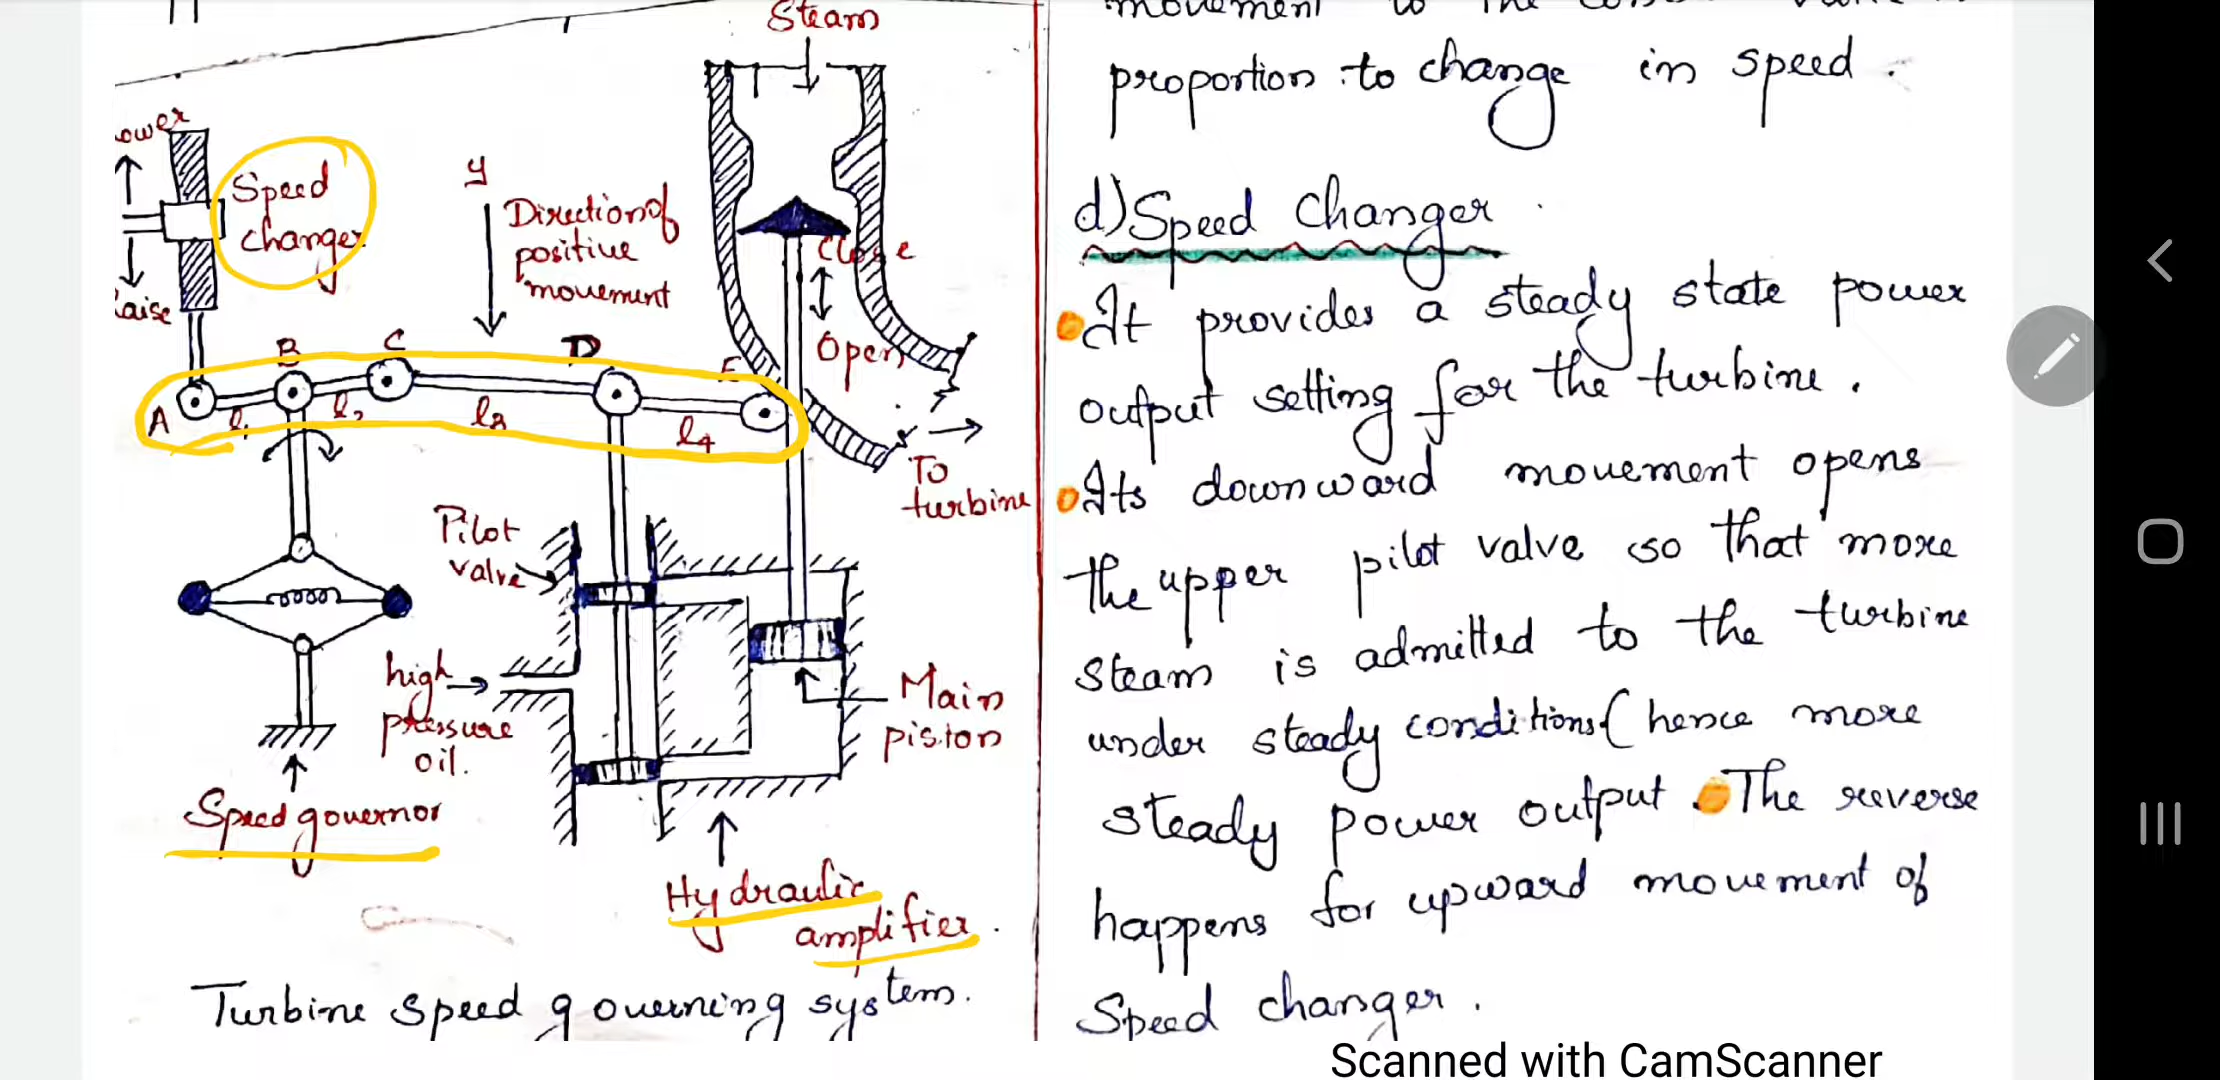 Steam
ower
Speed
changer
Raise
y
Direction of
positive
movement
Close
Open
A B C D E
l1 l2 l3 l4
To
turbine
Pilot
valve
high
pressure
oil.
Main
piston
Speed governor
Hydraulic
amplifier.
Turbine speed governing system.
movement to the
proportion to change in speed.
d) Speed changer
It provides a steady state power
output setting for the turbine.
Its downward movement opens
the upper pilot valve so that more
steam is admitted to the turbine
under steady conditions (hence more
steady power output The reverse
happens for upward movement of
Speed changer.
Scanned with CamScanner